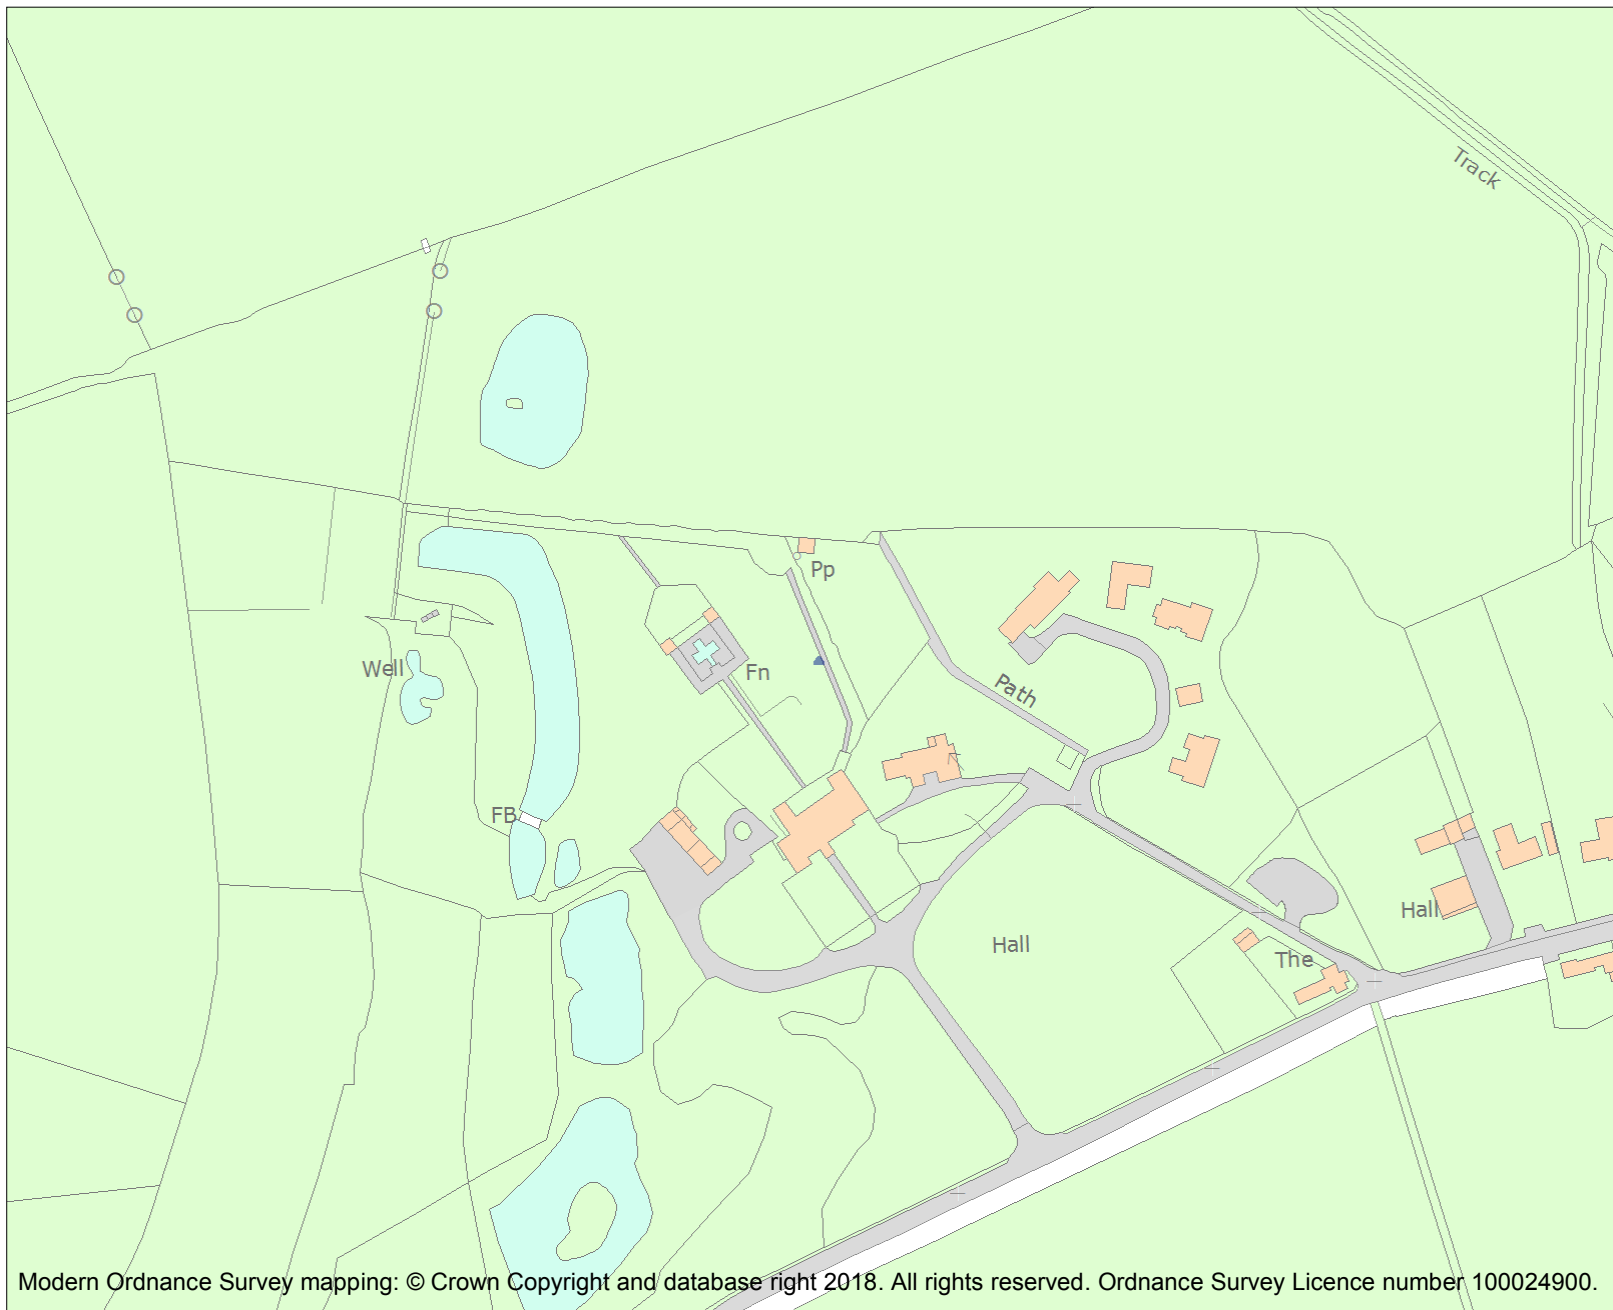 Track
Pp
Well
Fn
Path
FB
Hall
Hall
The
Modern Ordnance Survey mapping: © Crown Copyright and database right 2018. All rights reserved. Ordnance Survey Licence number 100024900.